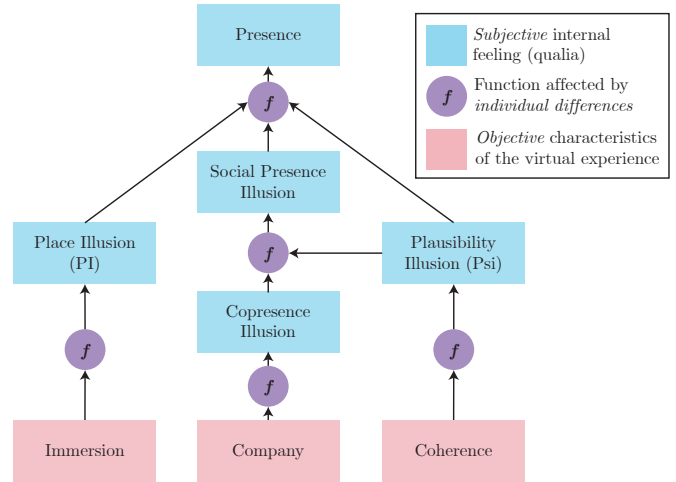 Presence
f
Social Presence
Illusion
Place Illusion
(PI)
f
Plausibility
Illusion (Psi)
Copresence
Illusion
f
f
f
Immersion
Company
Coherence
Subjective internal
feeling (qualia)
f
Function affected by
individual differences
Objective characteristics
of the virtual experience